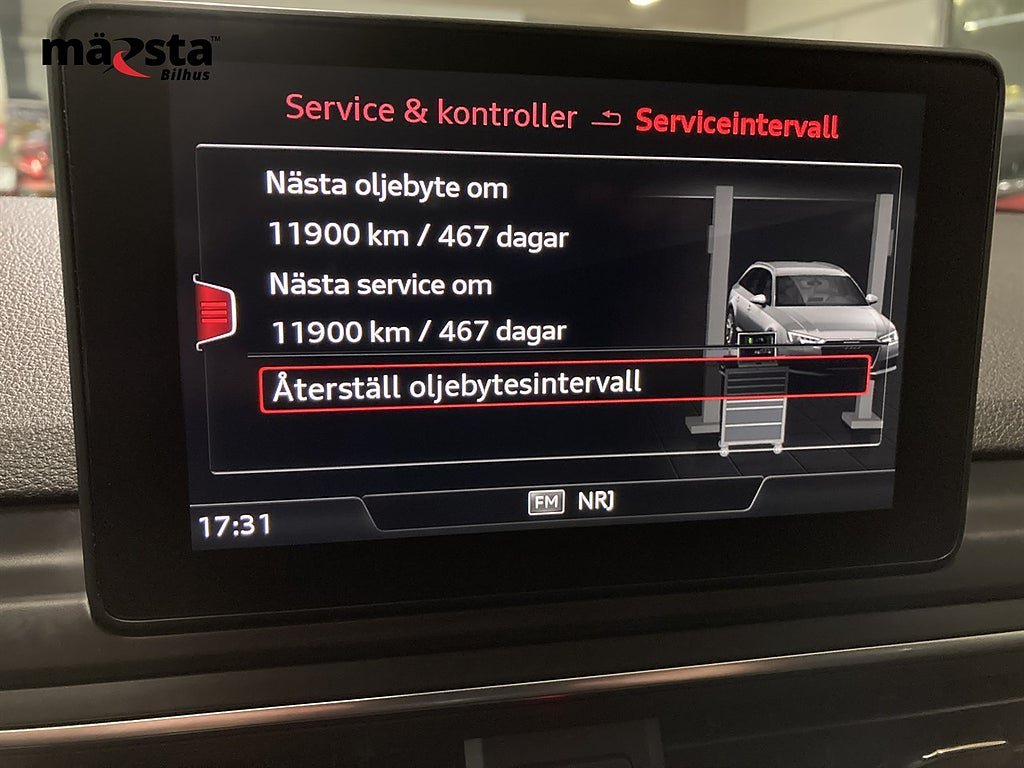 märsta™
Bilhus
Service & kontroller Serviceintervall
Nästa oljebyte om
11900 km / 467 dagar
Nästa service om
11900 km / 467 dagar
Återställ oljebytesintervall
FM NRJ
17:31